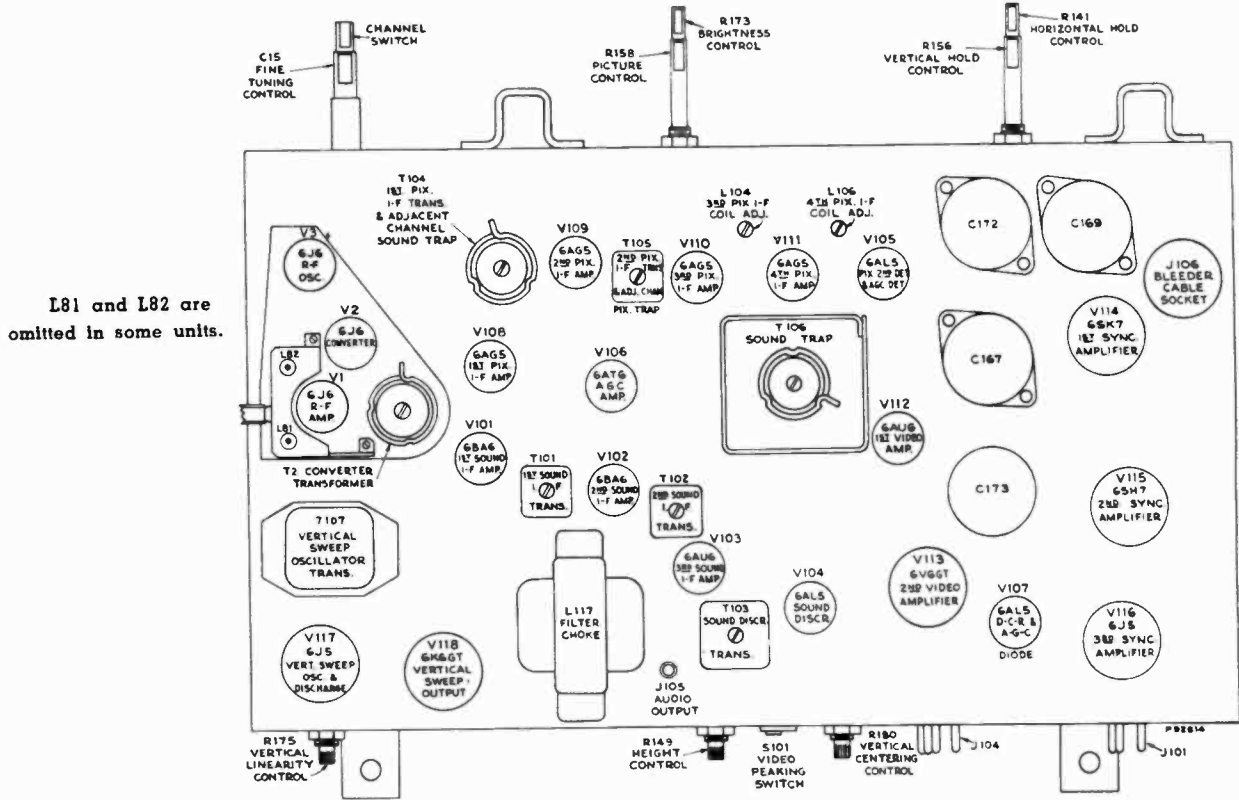 CHANNEL
SWITCH
C15
FINE
TUNING
CONTROL
R173
BRIGHTNESS
CONTROL
R158
PICTURE
CONTROL
R141
HORIZONTAL HOLD
CONTROL
R156
VERTICAL HOLD
CONTROL
L81 and L82 are
omitted in some units.
T104
1ST. PIX.
I-F TRANS.
& ADJACENT
CHANNEL
SOUND TRAP
L104
3RD PIX I-F
COIL ADJ.
L106
4TH PIX. I-F
COIL ADJ.
V3
6J6
R-F
OSC.
V109
6AG5
2ND PIX.
I-F AMP.
T105
2ND PIX.
I-F TRANS
& ADJ. CHAN.
PIX. TRAP
V110
6AG5
3RD PIX.
I-F AMP.
V111
6AG5
4TH PIX.
I-F AMP.
V105
6AL5
PIX 2ND DET
& AGC DET.
C172
C169
J106
BLEEDER
CABLE
SOCKET
V2
6J6
CONVERTER
L82
V1
6J6
R-F
AMP.
L81
T2 CONVERTER
TRANSFORMER
V108
6AG5
1ST PIX.
I-F AMP
V106
6AT6
AGC
AMP.
T106
SOUND TRAP
C167
V114
6SK7
1ST SYNC.
AMPLIFIER
V101
6BA6
1ST SOUND
I-F AMP.
T101
1ST SOUND
I F
TRANS.
V102
6BA6
2ND SOUND
I-F AMP.
T102
2ND SOUND
I F
TRANS.
V112
6AU6
1ST VIDEO
AMP.
C173
V115
6SH7
2ND SYNC
AMPLIFIER
T107
VERTICAL
SWEEP
OSCILLATOR
TRANS.
L117
FILTER
CHOKE
V103
6AU6
3RD SOUND
I-F AMP.
V104
6AL5
SOUND
DISCR.
V113
6V6GT
2ND VIDEO
AMPLIFIER
V107
6AL5
D-C-R &
A-G-C
DIODE
V116
6J5
3RD SYNC
AMPLIFIER
V117
6J5
VERT. SWEEP
OSC. &
DISCHARGE
V118
6K6GT
VERTICAL
SWEEP
OUTPUT
T103
SOUND DISCR.
TRANS.
J105
AUDIO
OUTPUT
R175
VERTICAL
LINEARITY
CONTROL
R149
HEIGHT
CONTROL
S101
VIDEO
PEAKING
SWITCH
R180
VERTICAL
CENTERING
CONTROL
J104
P92814
J101